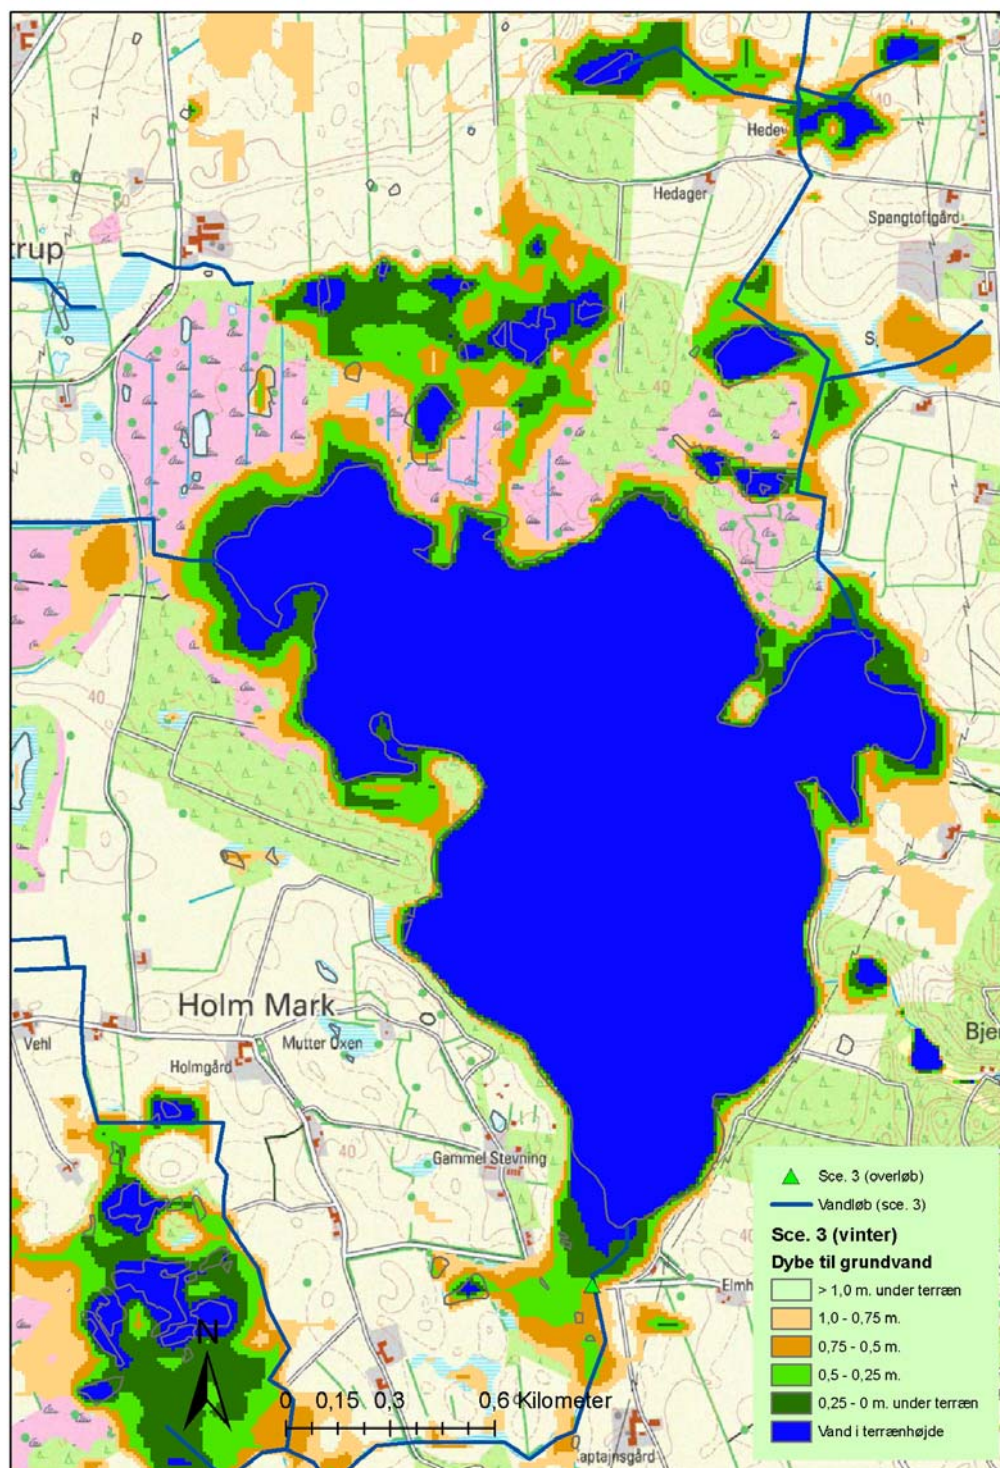 Hedager
Spangtoftgård
trup
40
40
40
S.
Holm Mark
Vehl
Mutter Oxen
Holmgård
Bje
40
Gammel Stevning
Elmh
N
0 0,15 0,3 0,6 Kilometer
aptajnsgård
Sce. 3 (overløb)
Vandløb (sce. 3)
Sce. 3 (vinter)
Dybe til grundvand
> 1,0 m. under terræn
1,0 - 0,75 m.
0,75 - 0,5 m.
0,5 - 0,25 m.
0,25 - 0 m. under terræn
Vand i terrænhøjde